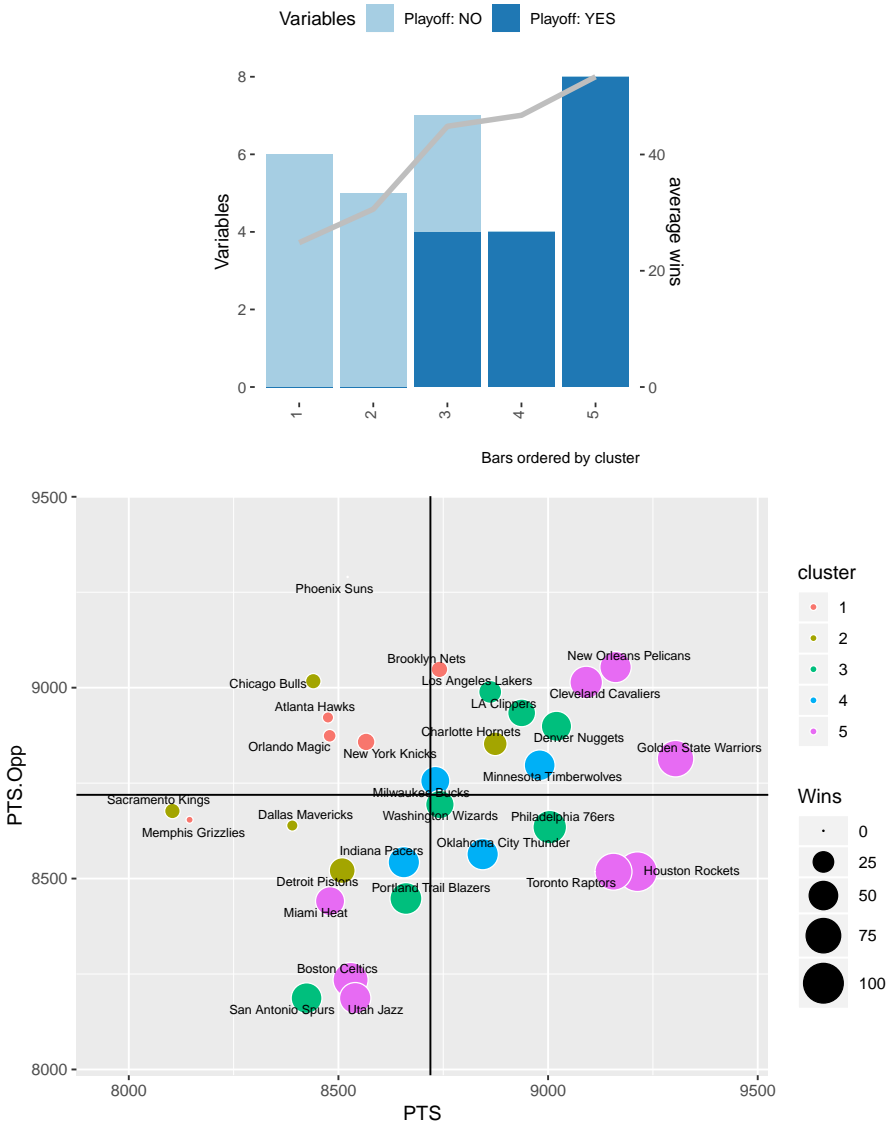 Variables Playoff: NO Playoff: YES
8
6
4
2
0
Variables
40
20
0
average wins
1 2 3 4 5
Bars ordered by cluster
9500
9000
8500
8000
PTS.Opp
Phoenix Suns
Brooklyn Nets
New Orleans Pelicans
Chicago Bulls
Los Angeles Lakers
Cleveland Cavaliers
Atlanta Hawks
LA Clippers
Charlotte Hornets
Denver Nuggets
Orlando Magic
New York Knicks
Golden State Warriors
Minnesota Timberwolves
Milwaukee Bucks
Sacramento Kings
Washington Wizards
Philadelphia 76ers
Dallas Mavericks
Memphis Grizzlies
Oklahoma City Thunder
Indiana Pacers
Houston Rockets
Detroit Pistons
Toronto Raptors
Portland Trail Blazers
Miami Heat
Boston Celtics
San Antonio Spurs
Utah Jazz
8000 8500 9000 9500
PTS
cluster
1
2
3
4
5
Wins
0
25
50
75
100